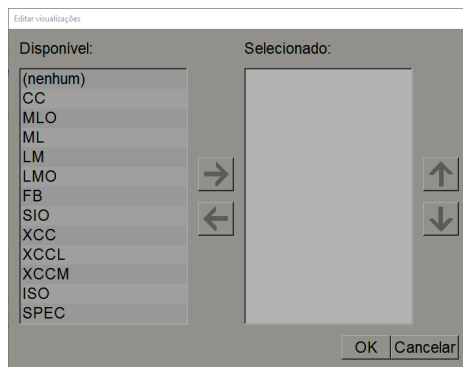 Editar visualizações
Disponível:
Selecionado:
(nenhum)
CC
MLO
ML
LM
LMO
FB
SIO
XCC
XCCL
XCCM
ISO
SPEC
OK
Cancelar